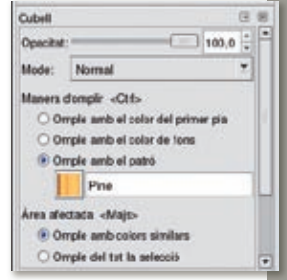 Cubell
Opacitat: 100,0
Mode: Normal
Manera d'omplir <Ctrl>
Omple amb el color del primer pla
Omple amb el color de fons
Omple amb el patró
Pine
Àrea afectada <Majs>
Omple amb colors similars
Omple del tot la selecció